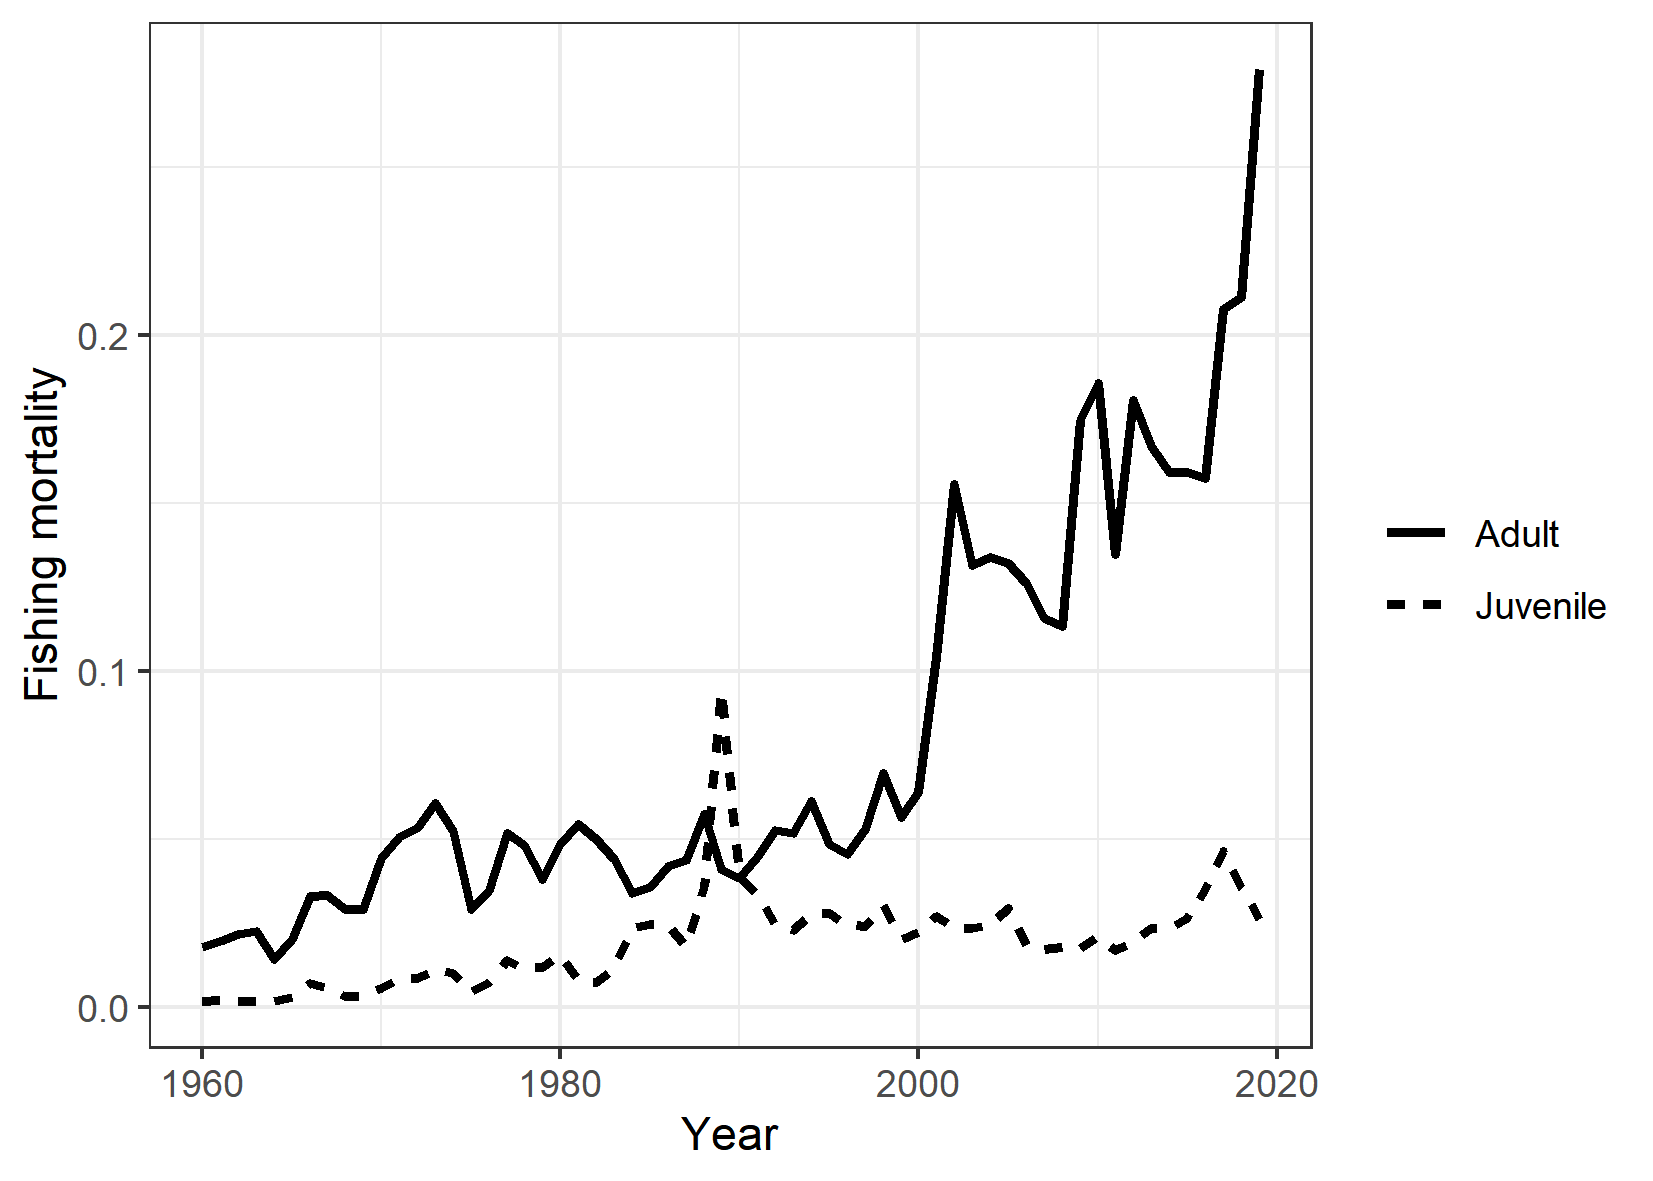 Fishing mortality
0.2
0.1
0.0
1960 1980 2000 2020
Year
Adult
Juvenile